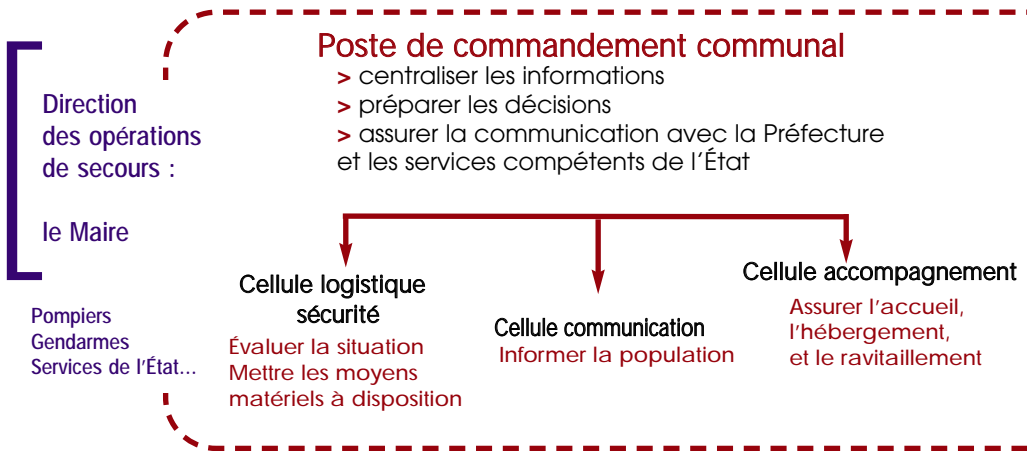 Direction
des opérations
de secours :
le Maire
Pompiers
Gendarmes
Services de l'État...
Poste de commandement communal
> centraliser les informations
> préparer les décisions
> assurer la communication avec la Préfecture
et les services compétents de l'État
Cellule logistique
sécurité
Évaluer la situation
Mettre les moyens
matériels à disposition
Cellule communication
Informer la population
Cellule accompagnement
Assurer l'accueil,
l'hébergement,
et le ravitaillement